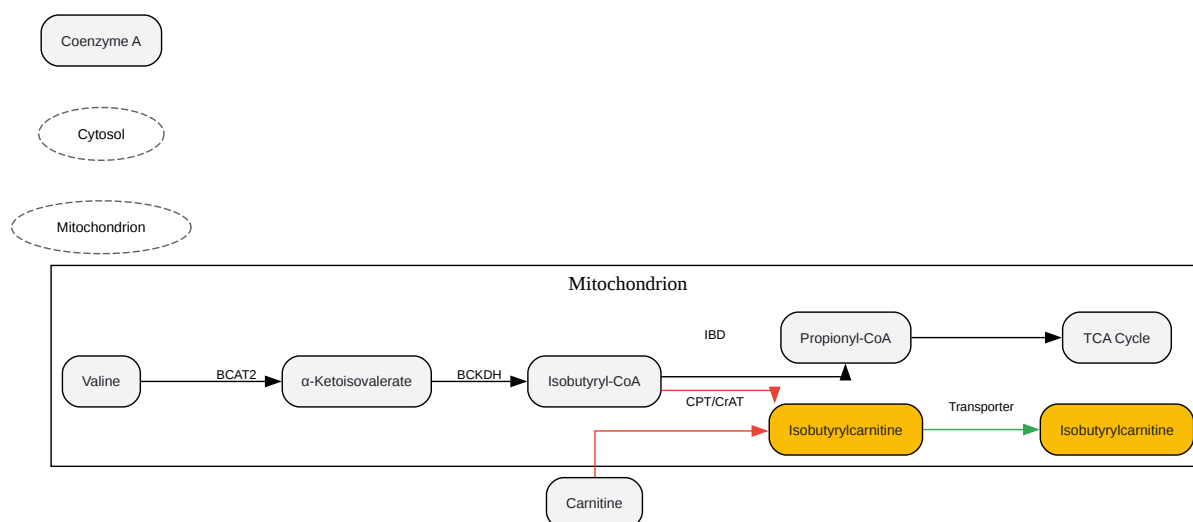 Coenzyme A
Cytosol
Mitochondrion
Mitochondrion
IBD
Propionyl-CoA
TCA Cycle
Valine
BCAT2
α-Ketoisovalerate
BCKDH
Isobutyryl-CoA
CPT/CrAT
Isobutyrylcarnitine
Transporter
Isobutyrylcarnitine
Carnitine